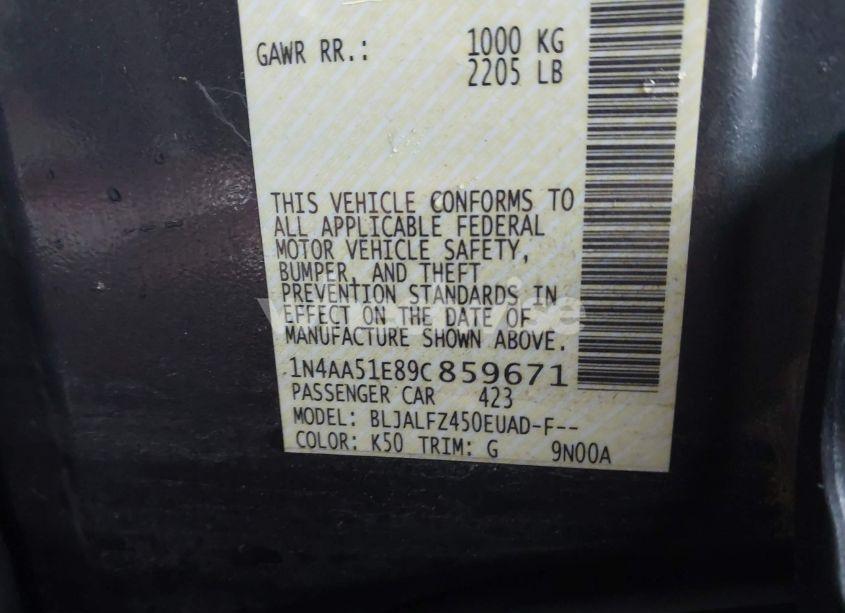 GAWR RR.: 1000 KG
2205 LB
THIS VEHICLE CONFORMS TO
ALL APPLICABLE FEDERAL
MOTOR VEHICLE SAFETY,
BUMPER, AND THEFT
PREVENTION STANDARDS IN
EFFECT ON THE DATE OF
MANUFACTURE SHOWN ABOVE.
1N4AA51E89C859671
PASSENGER CAR 423
MODEL: BLJALFZ450EUAD-F--
COLOR: K50 TRIM: G 9N00A